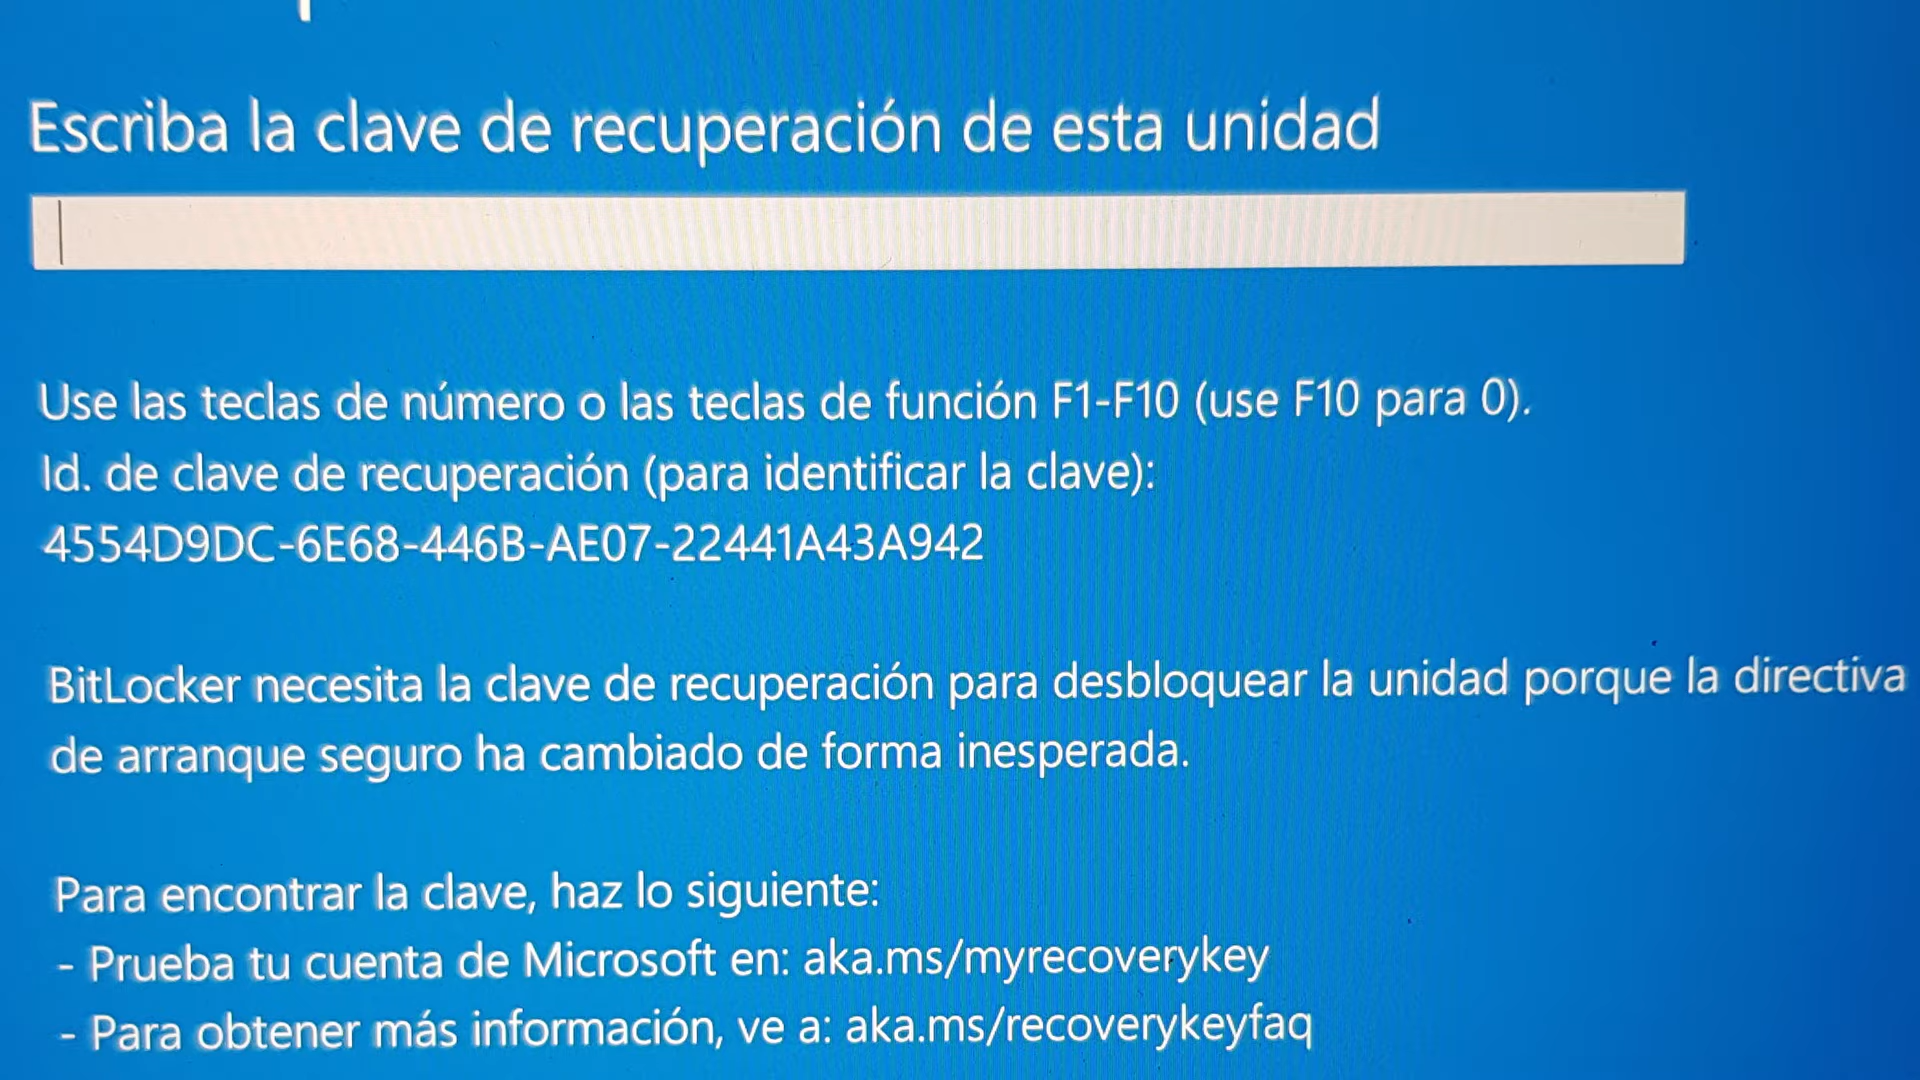 Escriba la clave de recuperación de esta unidad
Use las teclas de número o las teclas de función F1-F10 (use F10 para 0).
Id. de clave de recuperación (para identificar la clave):
4554D9DC-6E68-446B-AE07-22441A43A942
BitLocker necesita la clave de recuperación para desbloquear la unidad porque la directiva
de arranque seguro ha cambiado de forma inesperada.
Para encontrar la clave, haz lo siguiente:
- Prueba tu cuenta de Microsoft en: aka.ms/myrecoverykey
- Para obtener más información, ve a: aka.ms/recoverykeyfaq